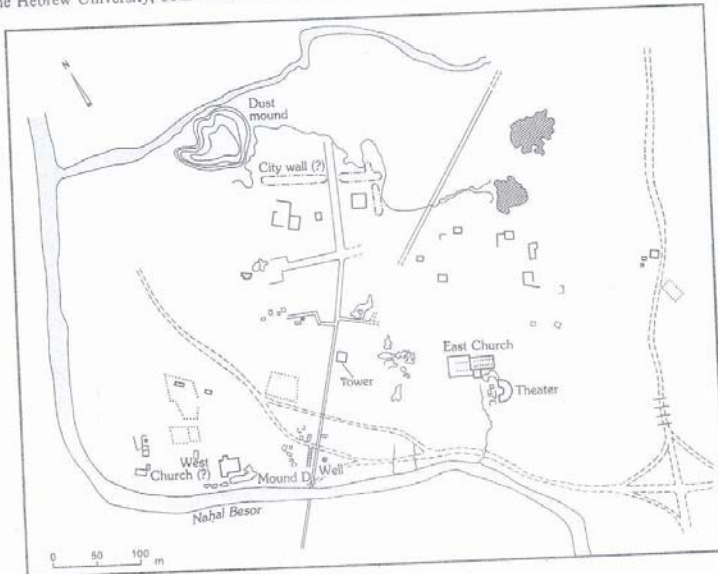 he Hebrew University,
N
Dust
mound
City wall (?)
East Church
Tower
Theater
West
Church (?)
Mound D
Well
Nahal Besor
0 50 100 m